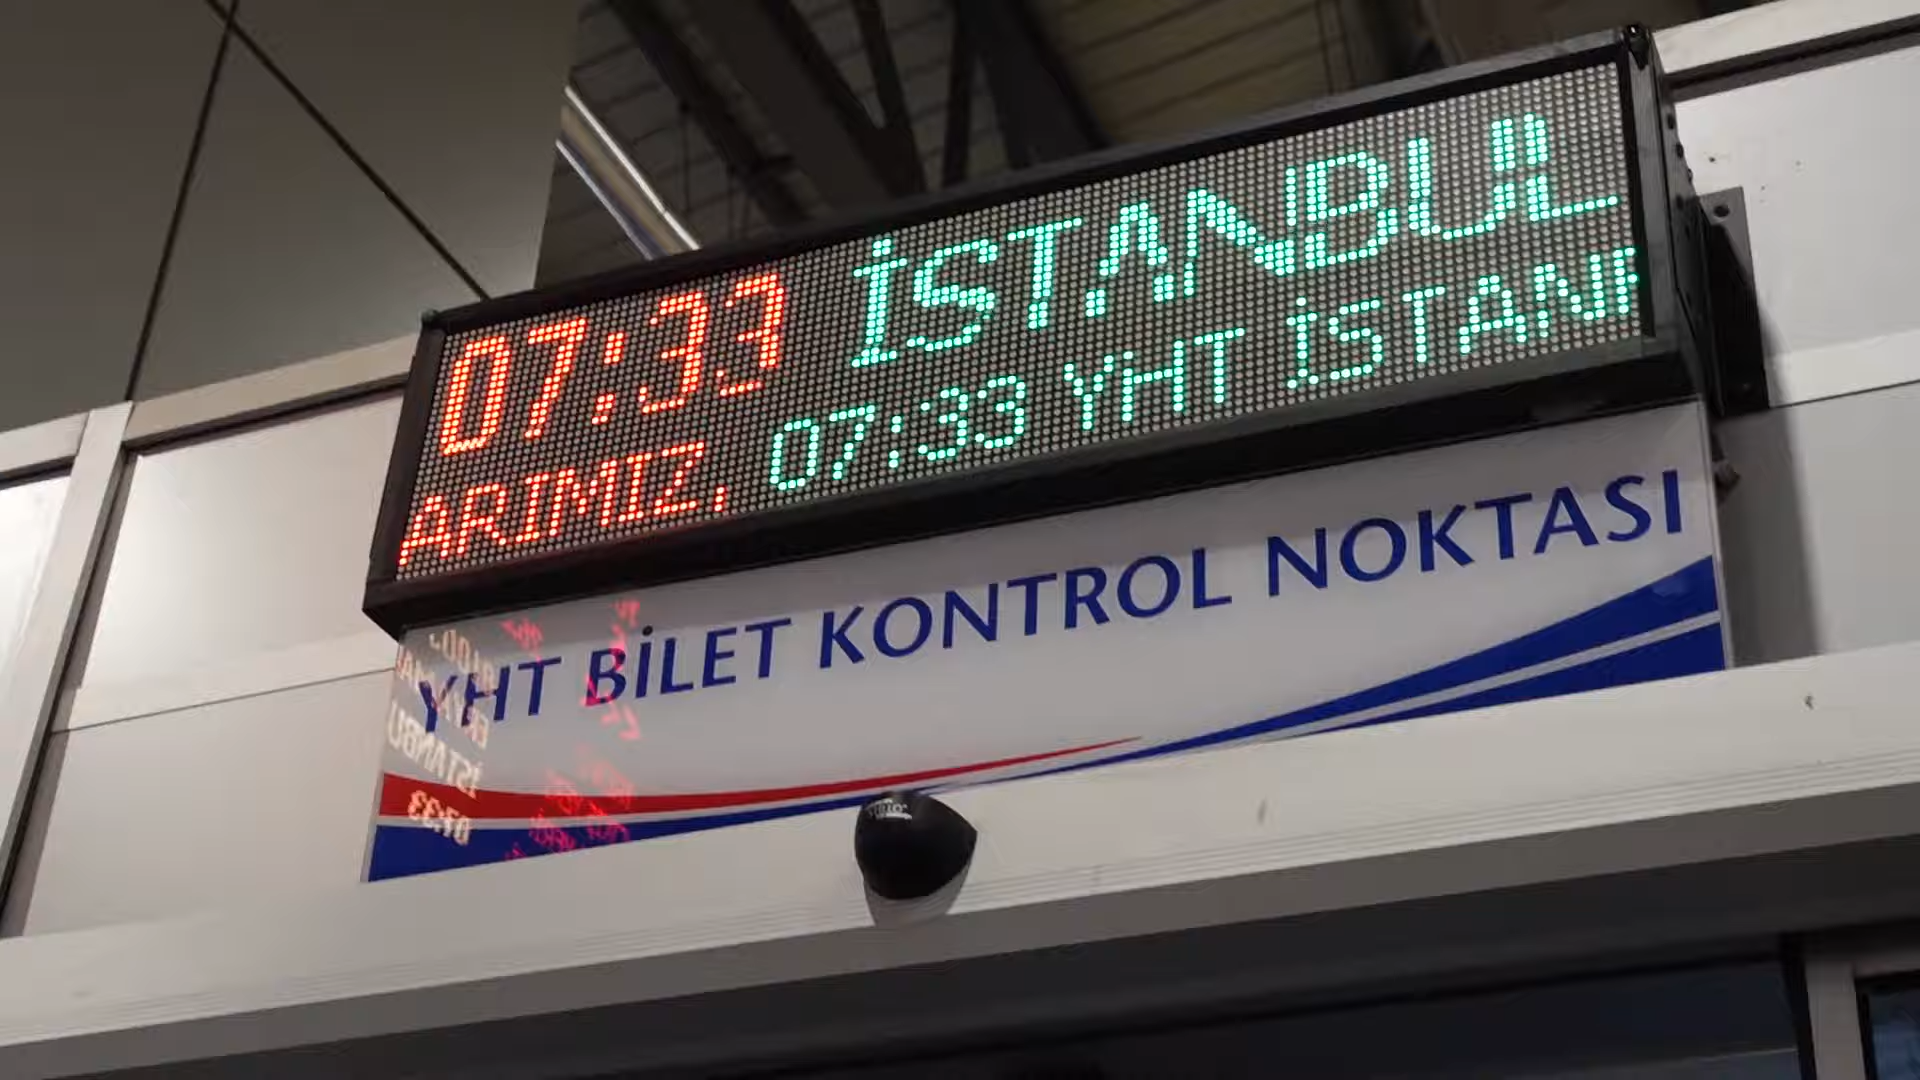 07:33 İSTANBUL
ARIMIZ, 07:33 YHT İSTAN
YHT BİLET KONTROL NOKTASI